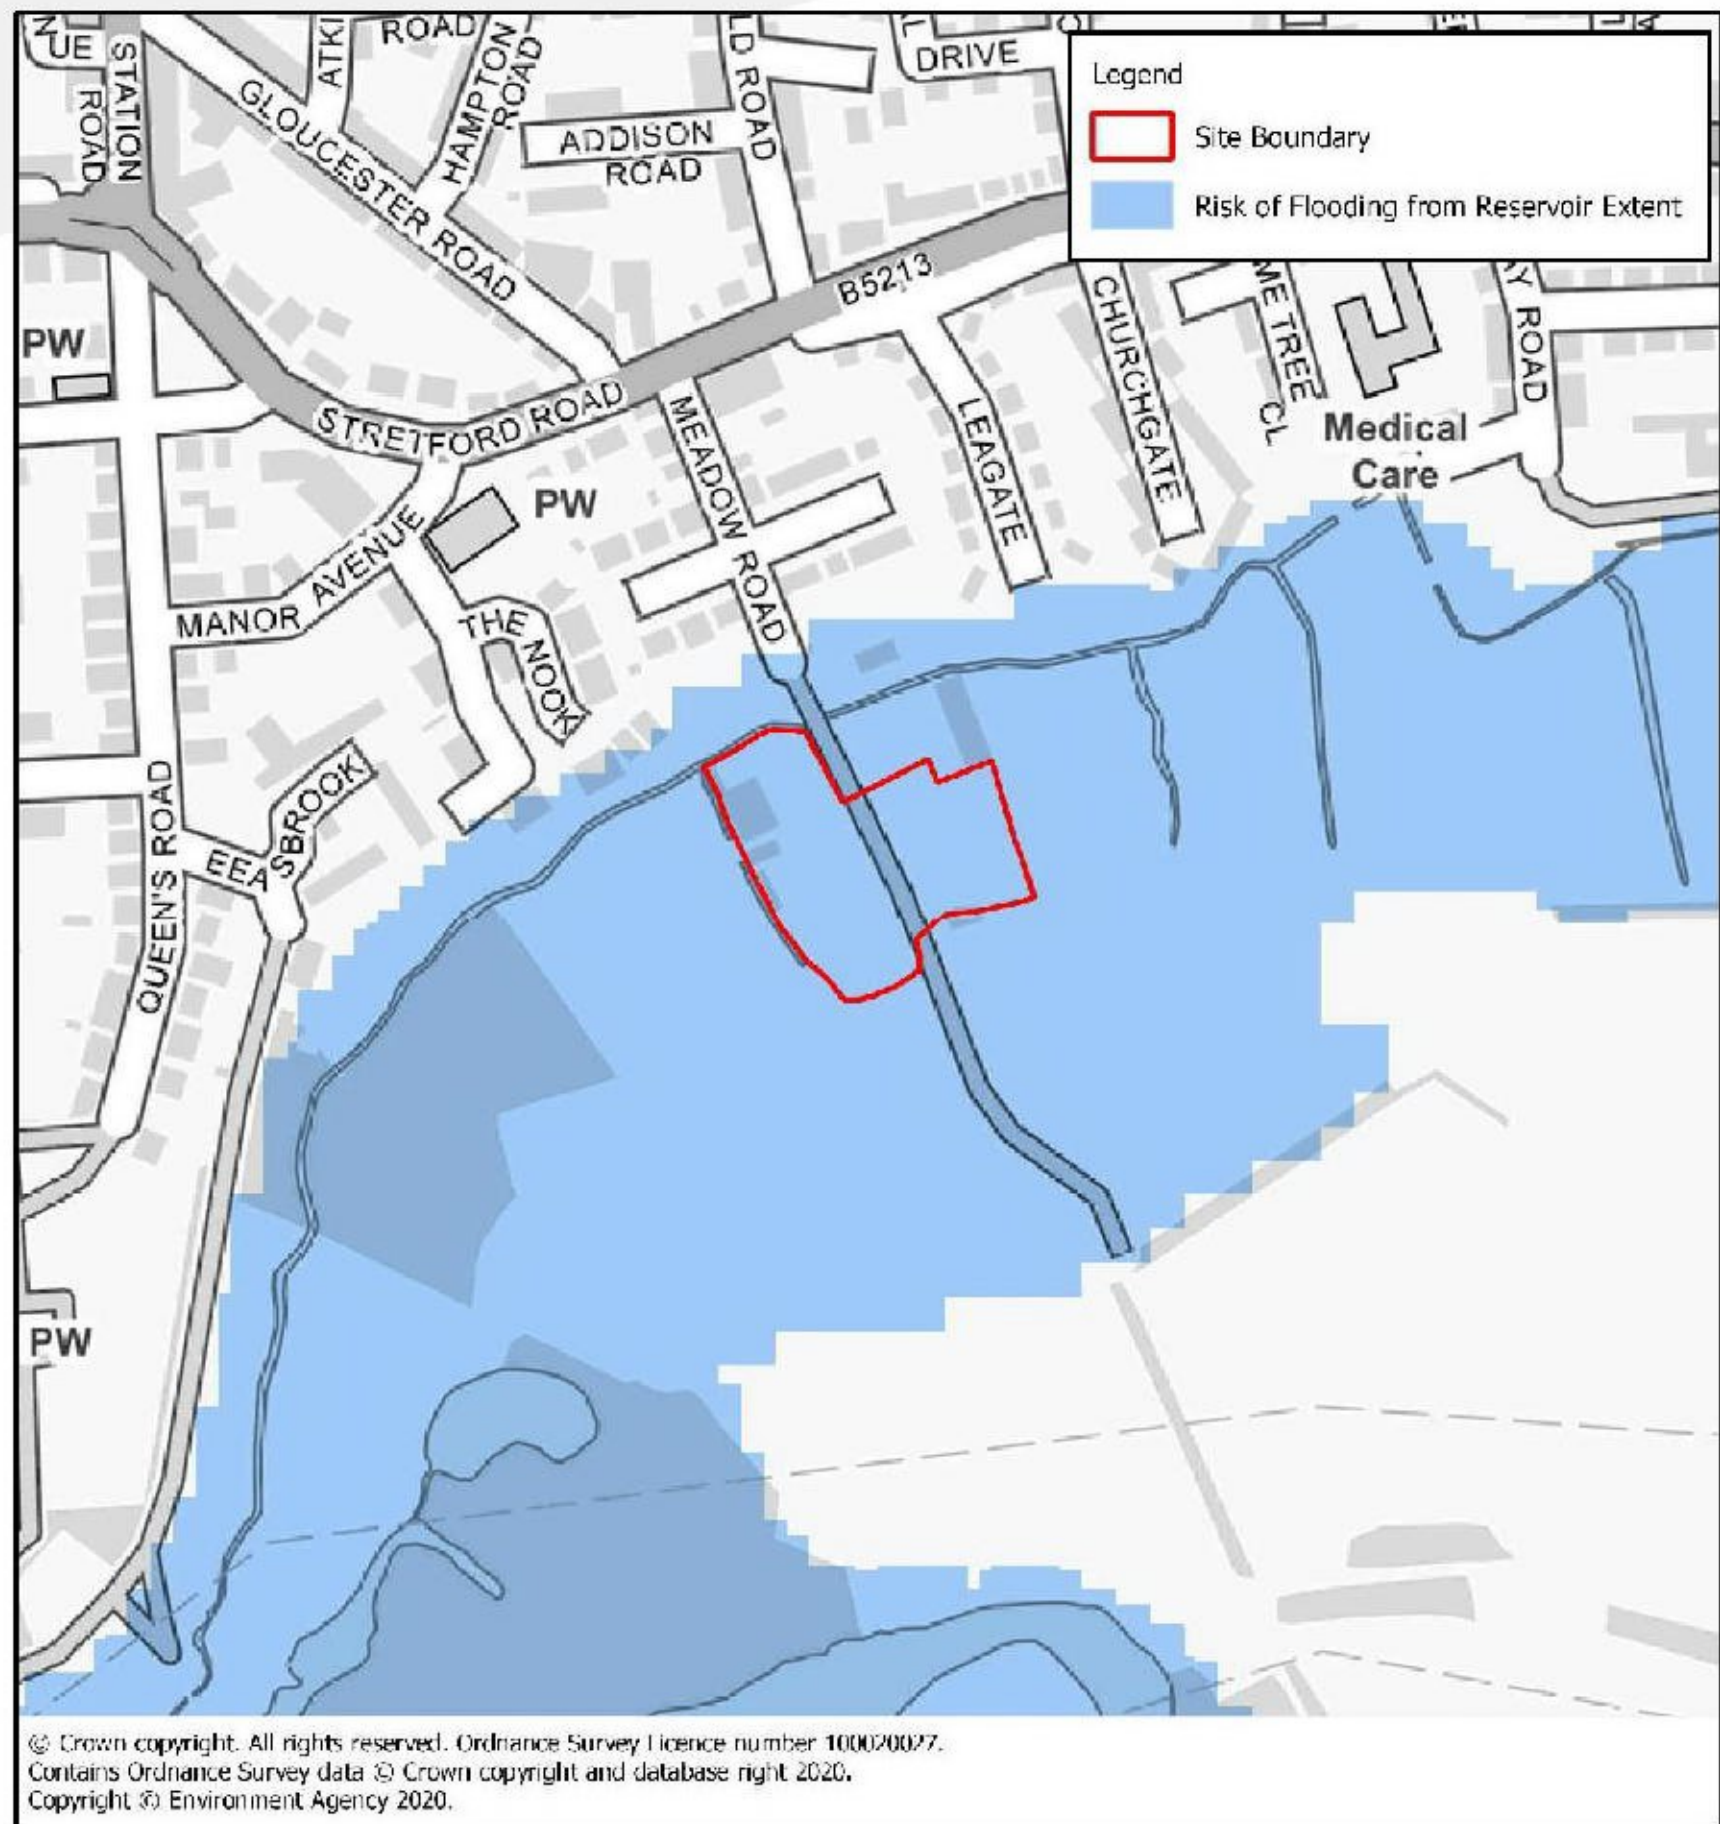 ROAD
STATION
ROAD
GLOUCESTER ROAD
HAMPTON
ROAD
ADDISON
ROAD
DRIVE
Legend
Site Boundary
Risk of Flooding from Reservoir Extent
B5213
PW
STRETFORD ROAD
MEADOW ROAD
LEAGATE
CHURCHGATE
CL
ROAD
Medical
Care
PW
MANOR AVENUE
THE NOOK
QUEEN'S ROAD
EEASBROOK
PW
© Crown copyright. All rights reserved. Ordnance Survey Licence number 100020027.
Contains Ordnance Survey data © Crown copyright and database right 2020.
Copyright © Environment Agency 2020.